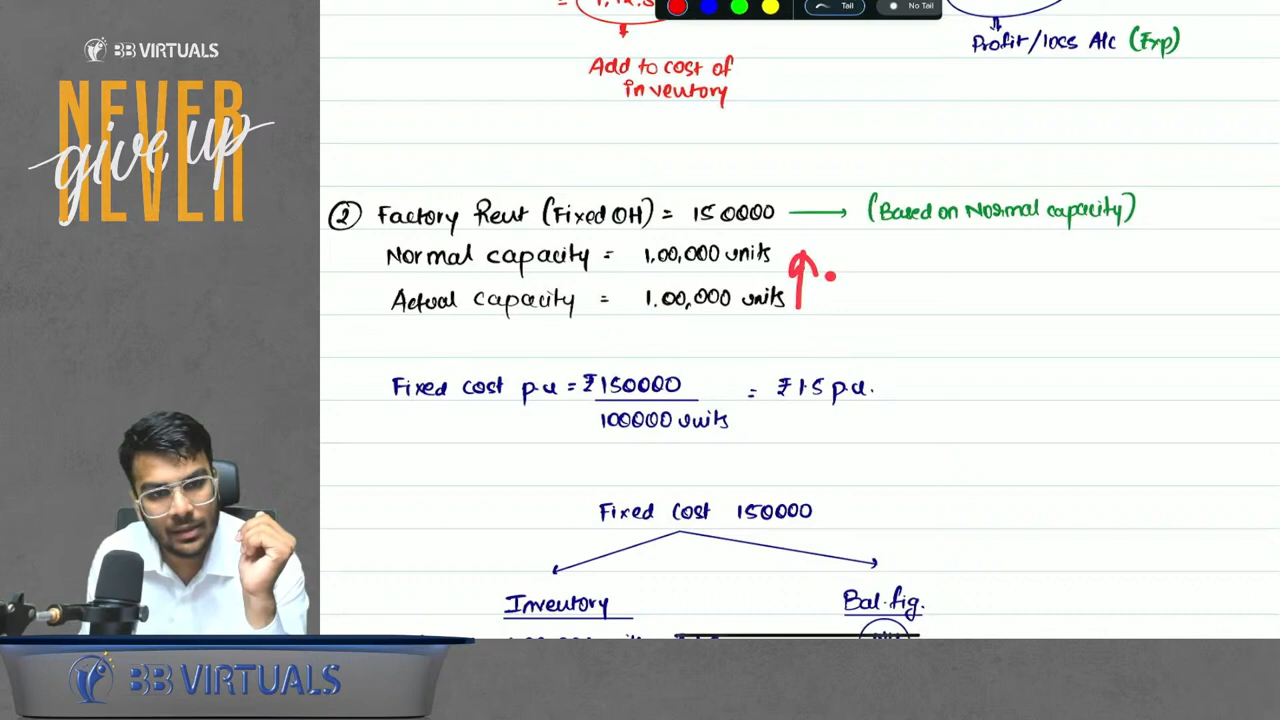 BB VIRTUALS
NEVER
give up
NEVER
Tail
No Tail
Add to cost of
inventory
Profit/loss A/c (Exp)
② Factory Rent (Fixed OH) = 150000 → (Based on Normal capacity)
Normal capacity = 1,00,000 units
Actual capacity = 1.00,000 units
Fixed cost p.u = ₹150000 = ₹1.5 p.u.
100000 units
Fixed Cost 150000
Inventory Bal. fig.
BB VIRTUALS